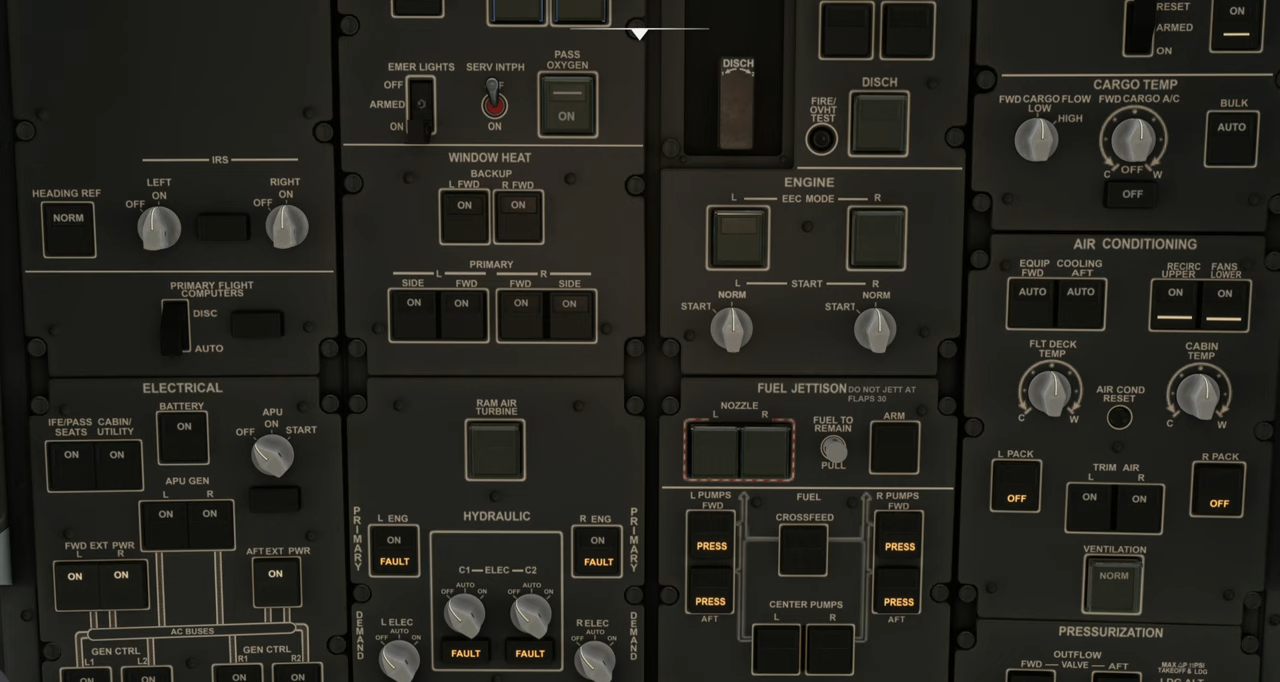 EMER LIGHTS
OFF
ARMED
ON
SERV INTPH
ON
PASS
OXYGEN
ON
IRS
HEADING REF
NORM
LEFT
OFF
ON
RIGHT
OFF
ON
PRIMARY FLIGHT
COMPUTERS
DISC
AUTO
WINDOW HEAT
BACKUP
L FWD
R FWD
ON
ON
PRIMARY
L
R
SIDE
FWD
FWD
SIDE
ON
ON
ON
ON
ELECTRICAL
IFE/PASS
SEATS
CABIN/
UTILITY
ON
ON
BATTERY
ON
APU
OFF
ON
START
APU GEN
L
R
ON
ON
FWD EXT PWR
L
R
ON
ON
AFT EXT PWR
ON
AC BUSES
GEN CTRL
L1
L2
GEN CTRL
R1
R2
ON
ON
ON
ON
RAM AIR
TURBINE
HYDRAULIC
PRIMARY
L ENG
ON
FAULT
R ENG
ON
FAULT
PRIMARY
C1
ELEC
C2
OFF
AUTO
ON
OFF
AUTO
ON
FAULT
FAULT
DEMAND
L ELEC
OFF
AUTO
ON
R ELEC
OFF
AUTO
ON
DEMAND
DISCH
FIRE/
OVHT
TEST
DISCH
ENGINE
L
EEC MODE
R
L
START
R
START
NORM
START
NORM
FUEL JETTISON
DO NOT JETT AT
FLAPS 30
NOZZLE
L
R
FUEL TO
REMAIN
PULL
ARM
FUEL
L PUMPS
FWD
PRESS
PRESS
AFT
CROSSFEED
CENTER PUMPS
L
R
R PUMPS
FWD
PRESS
PRESS
AFT
RESET
ARMED
ON
ON
CARGO TEMP
FWD CARGO FLOW
LOW
HIGH
FWD CARGO A/C
C
OFF
W
OFF
BULK
AUTO
AIR CONDITIONING
EQUIP COOLING
FWD
AFT
AUTO
AUTO
RECIRC FANS
UPPER
LOWER
ON
ON
FLT DECK
TEMP
C
W
AIR COND
RESET
CABIN
TEMP
C
W
L PACK
OFF
TRIM AIR
L
R
ON
ON
R PACK
OFF
VENTILATION
NORM
PRESSURIZATION
OUTFLOW
FWD
VALVE
AFT
TAKEOFF & LDG
LDG ALT